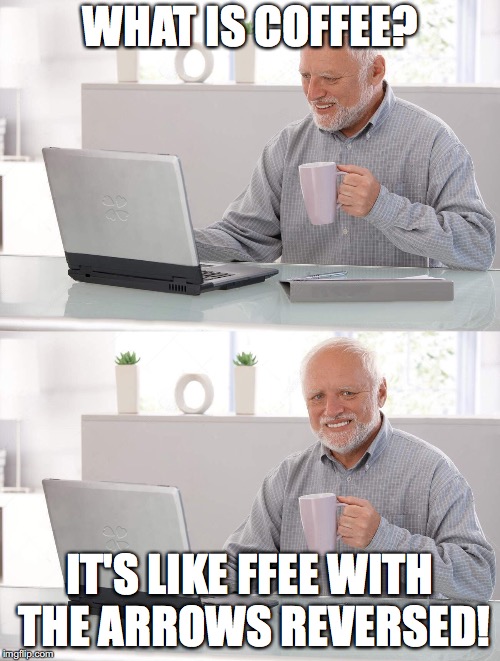 WHAT IS COFFEE?
IT'S LIKE FFEE WITH
THE ARROWS REVERSED!
imgflip.com